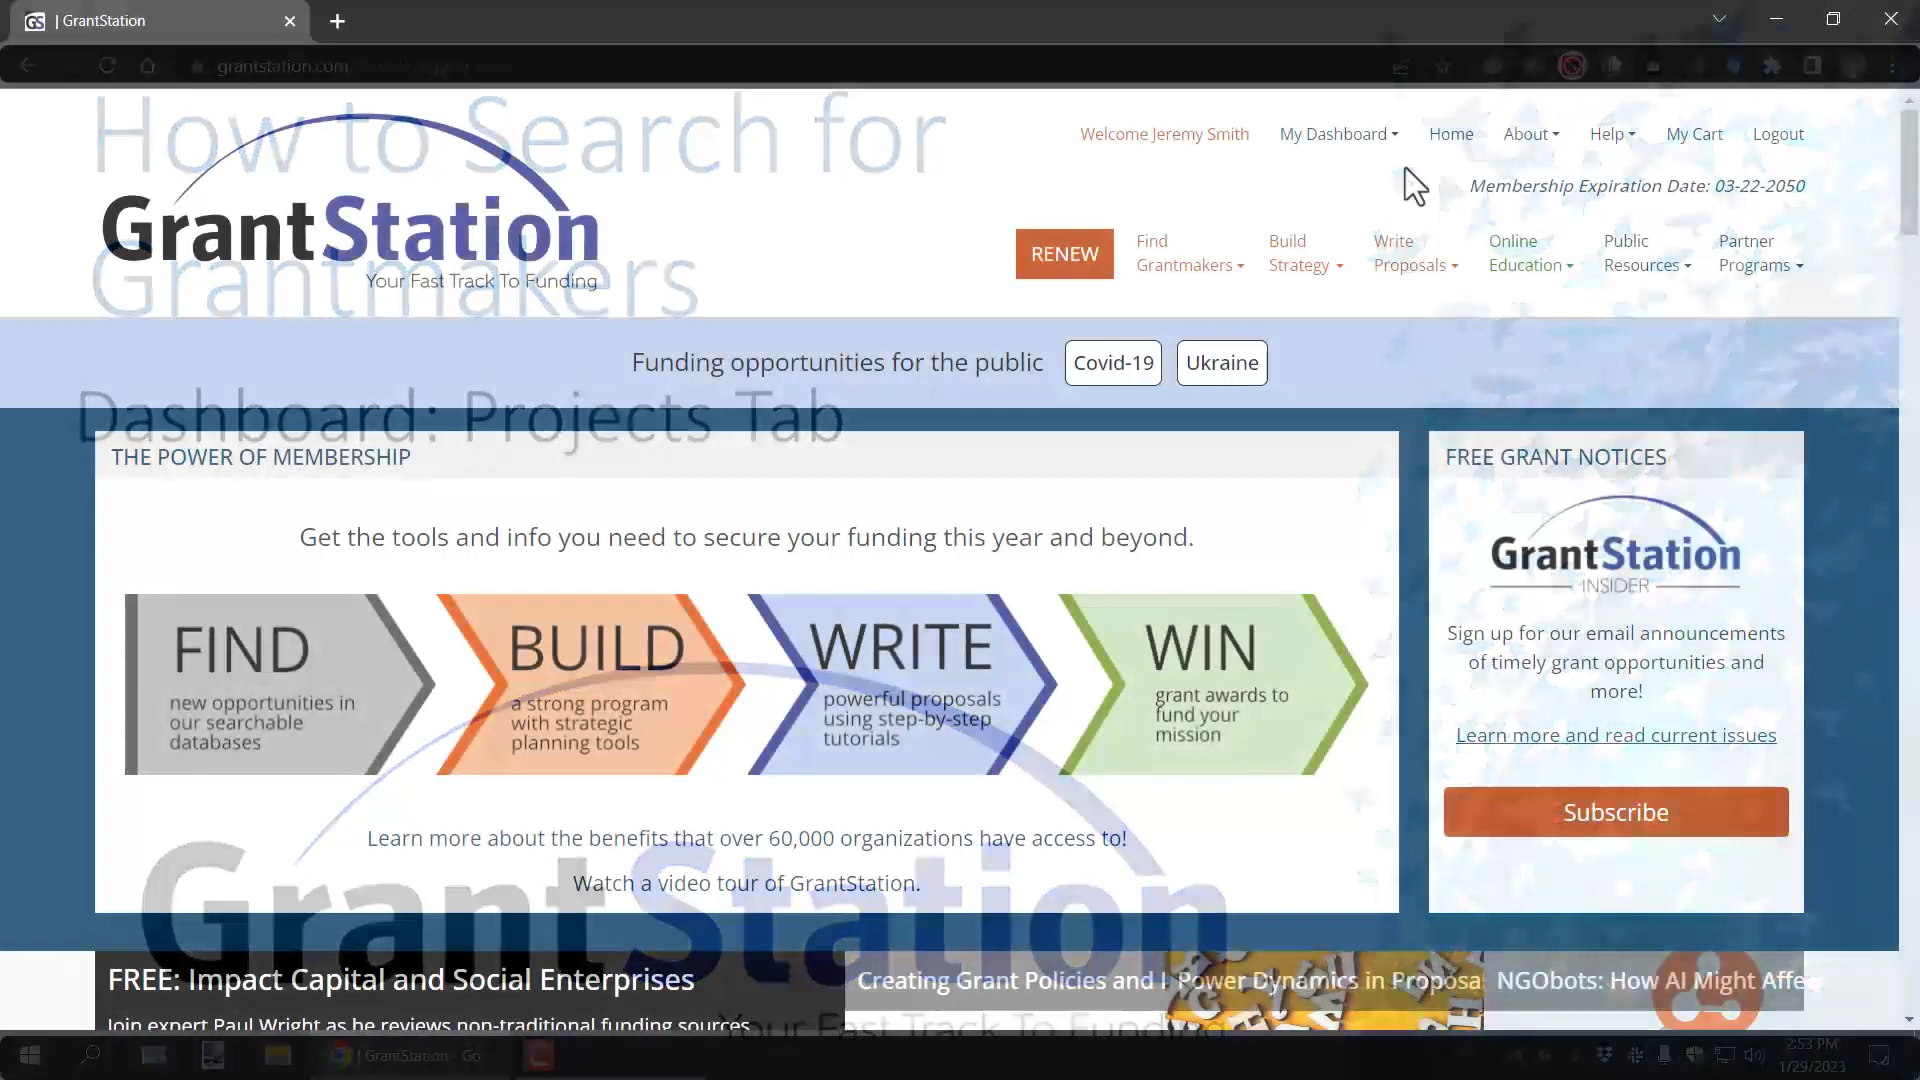 GS | GrantStation
grantstation.com
How to Search for
Grantmakers
Dashboard: Projects Tab
GrantStation
Your Fast Track To Funding
Welcome Jeremy Smith
My Dashboard
Home
About
Help
My Cart
Logout
Membership Expiration Date: 03-22-2050
RENEW
Find
Grantmakers
Build
Strategy
Write
Proposals
Online
Education
Public
Resources
Partner
Programs
Funding opportunities for the public
Covid-19
Ukraine
THE POWER OF MEMBERSHIP
Get the tools and info you need to secure your funding this year and beyond.
FIND
new opportunities in
our searchable
databases
BUILD
a strong program
with strategic
planning tools
WRITE
powerful proposals
using step-by-step
tutorials
WIN
grant awards to
fund your
mission
Learn more about the benefits that over 60,000 organizations have access to!
Watch a video tour of GrantStation.
FREE GRANT NOTICES
GrantStation
INSIDER
Sign up for our email announcements
of timely grant opportunities and
more!
Learn more and read current issues
Subscribe
GrantStation
Your Fast Track To Funding
FREE: Impact Capital and Social Enterprises
Join expert Paul Wright as he reviews non-traditional funding sources
Creating Grant Policies and
Power Dynamics in Proposa
NGObots: How AI Might Affe
| GrantStation - Go
2:53 PM
1/29/2023